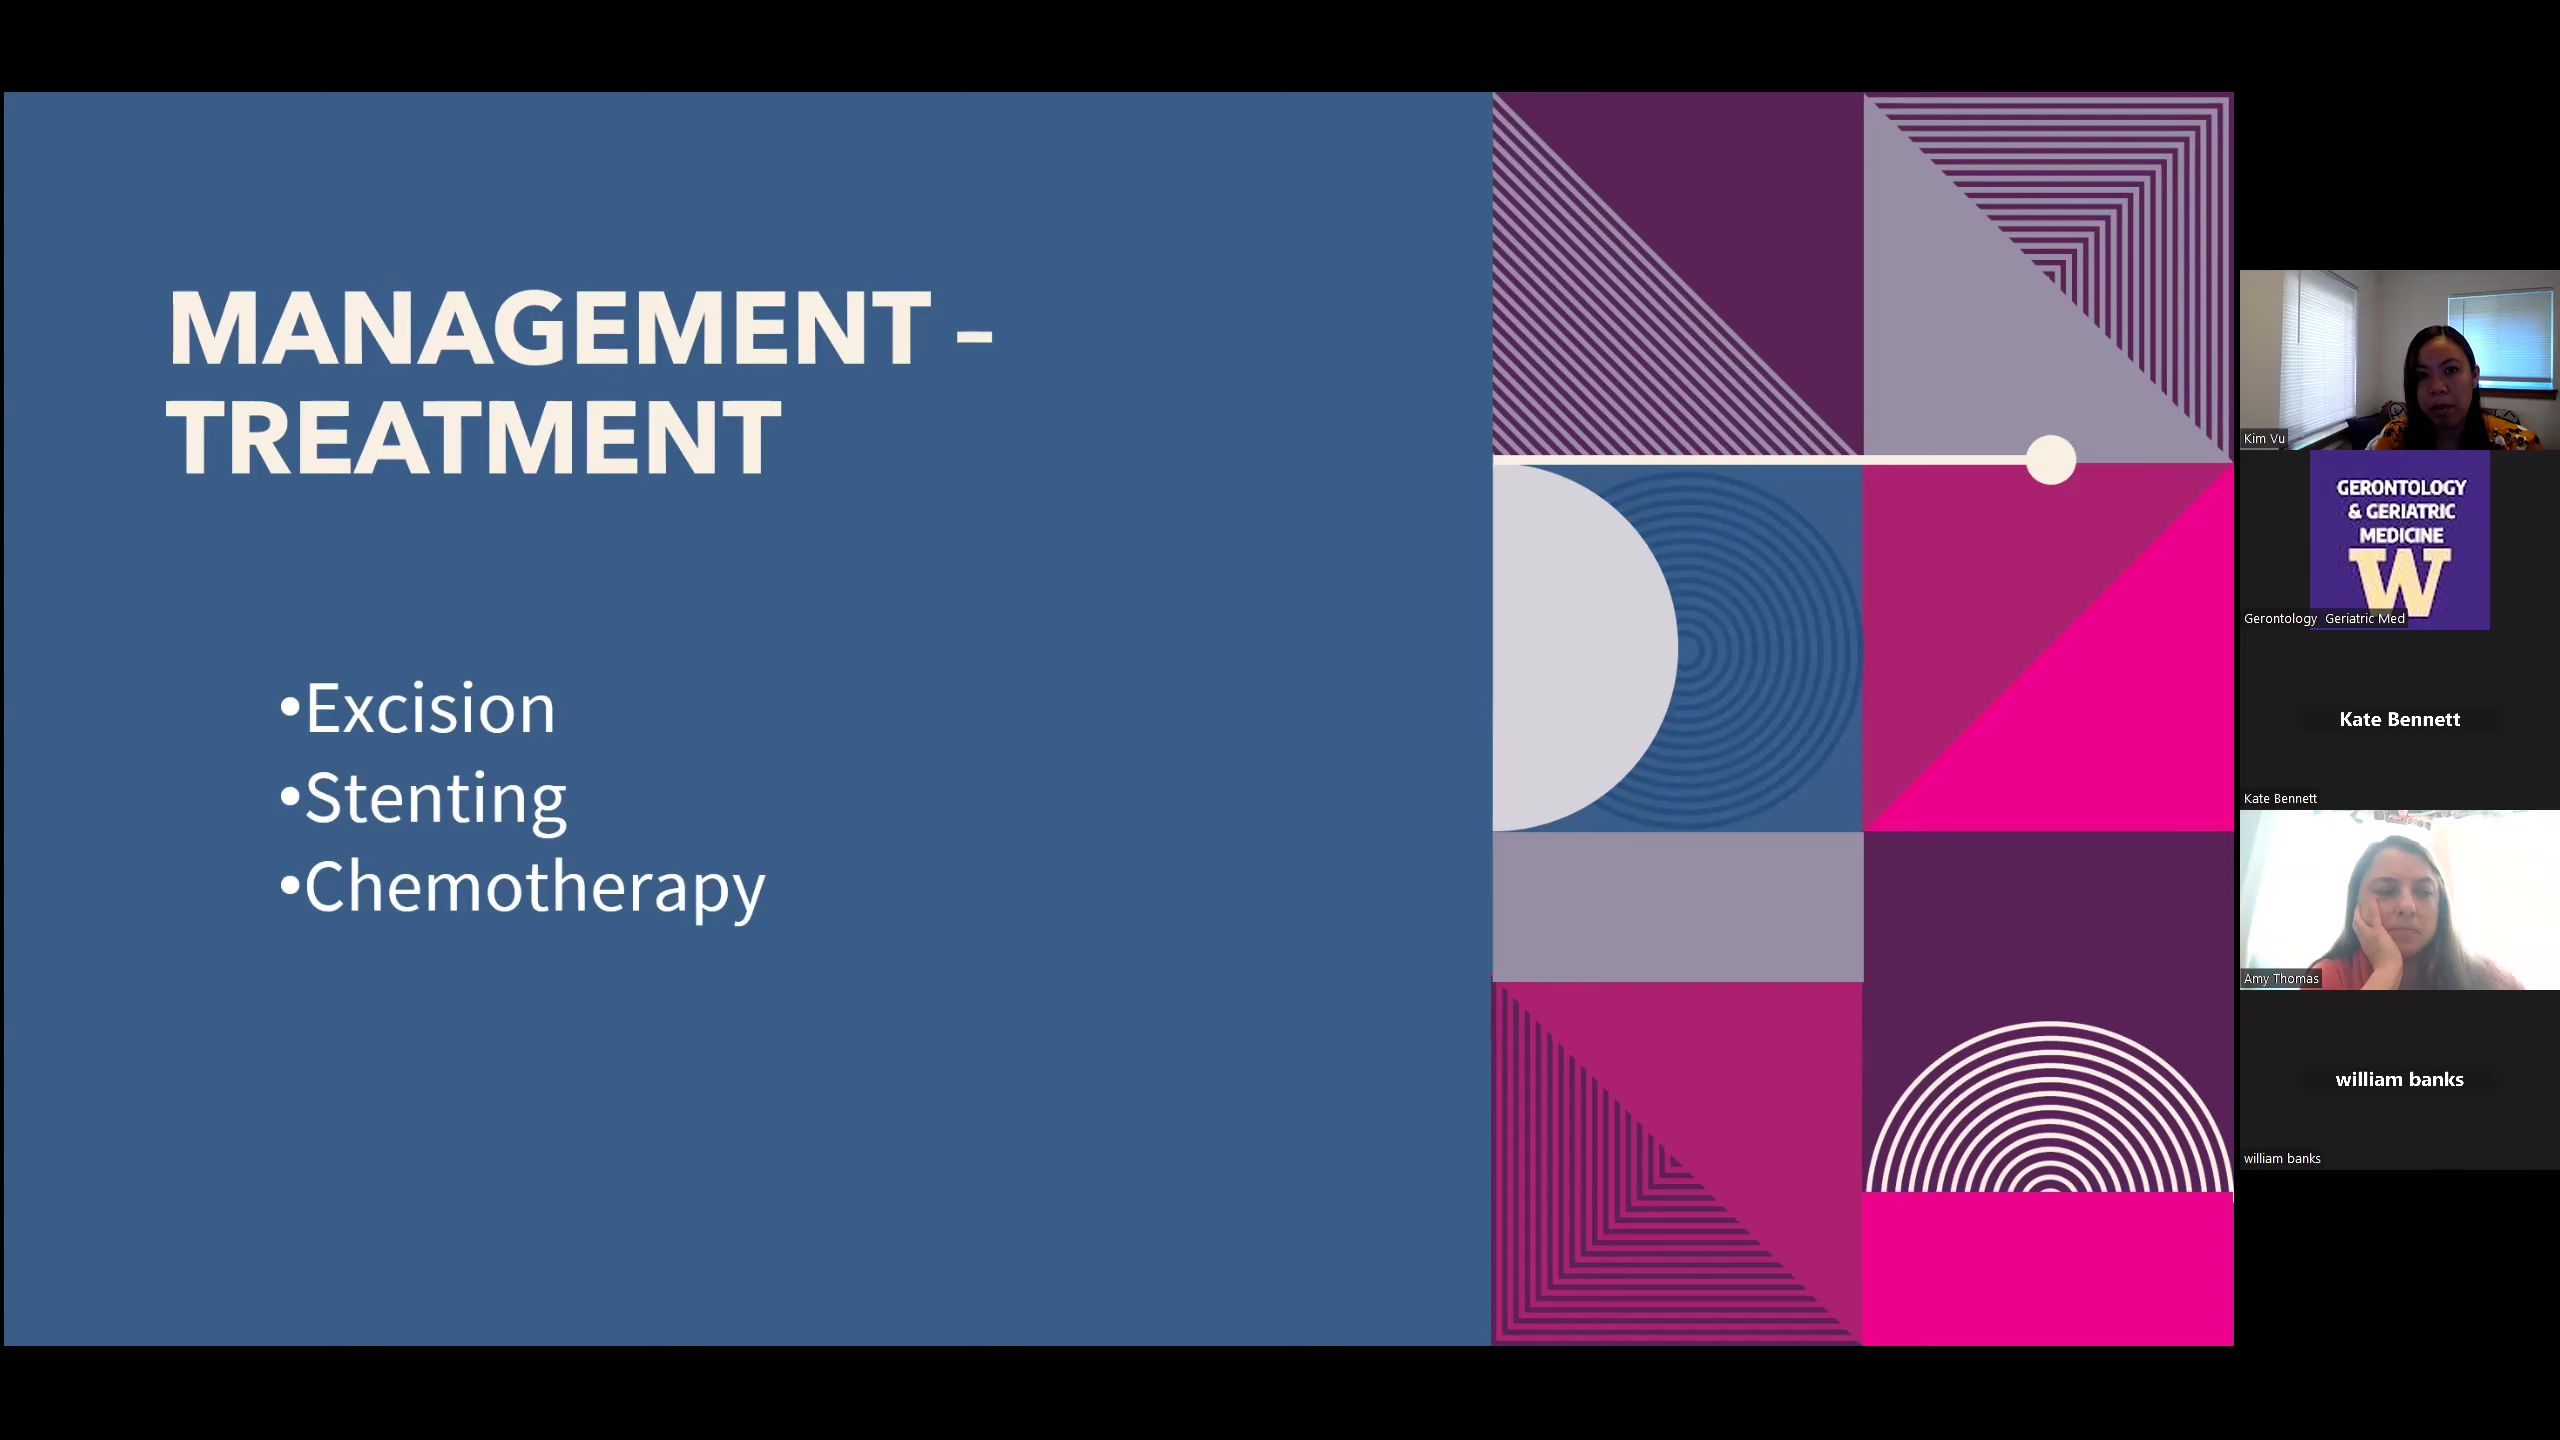 MANAGEMENT –
TREATMENT
•Excision
•Stenting
•Chemotherapy
Kim Vu
GERONTOLOGY
& GERIATRIC
MEDICINE
W
Gerontology Geriatric Med
Kate Bennett
Kate Bennett
Amy Thomas
william banks
william banks